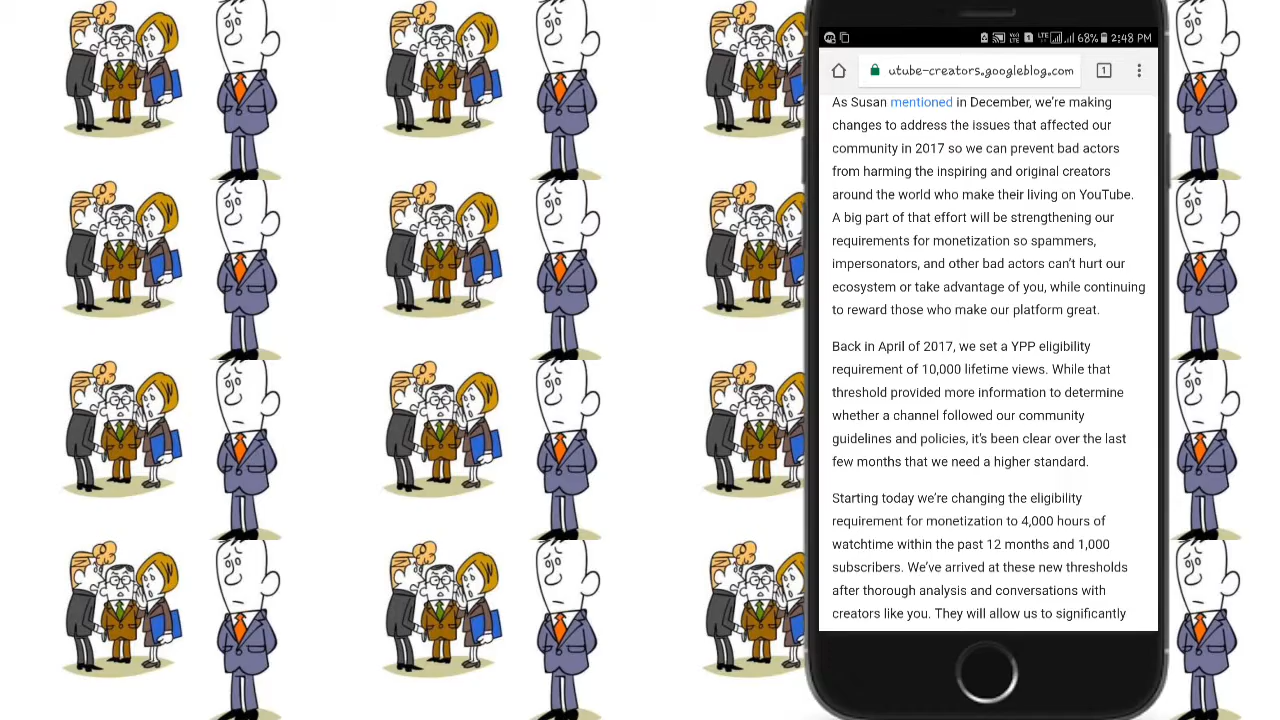 68% 2:48 PM
utube-creators.googleblog.com 1
As Susan mentioned in December, we're making
changes to address the issues that affected our
community in 2017 so we can prevent bad actors
from harming the inspiring and original creators
around the world who make their living on YouTube.
A big part of that effort will be strengthening our
requirements for monetization so spammers,
impersonators, and other bad actors can't hurt our
ecosystem or take advantage of you, while continuing
to reward those who make our platform great.
Back in April of 2017, we set a YPP eligibility
requirement of 10,000 lifetime views. While that
threshold provided more information to determine
whether a channel followed our community
guidelines and policies, it's been clear over the last
few months that we need a higher standard.
Starting today we're changing the eligibility
requirement for monetization to 4,000 hours of
watchtime within the past 12 months and 1,000
subscribers. We've arrived at these new thresholds
after thorough analysis and conversations with
creators like you. They will allow us to significantly